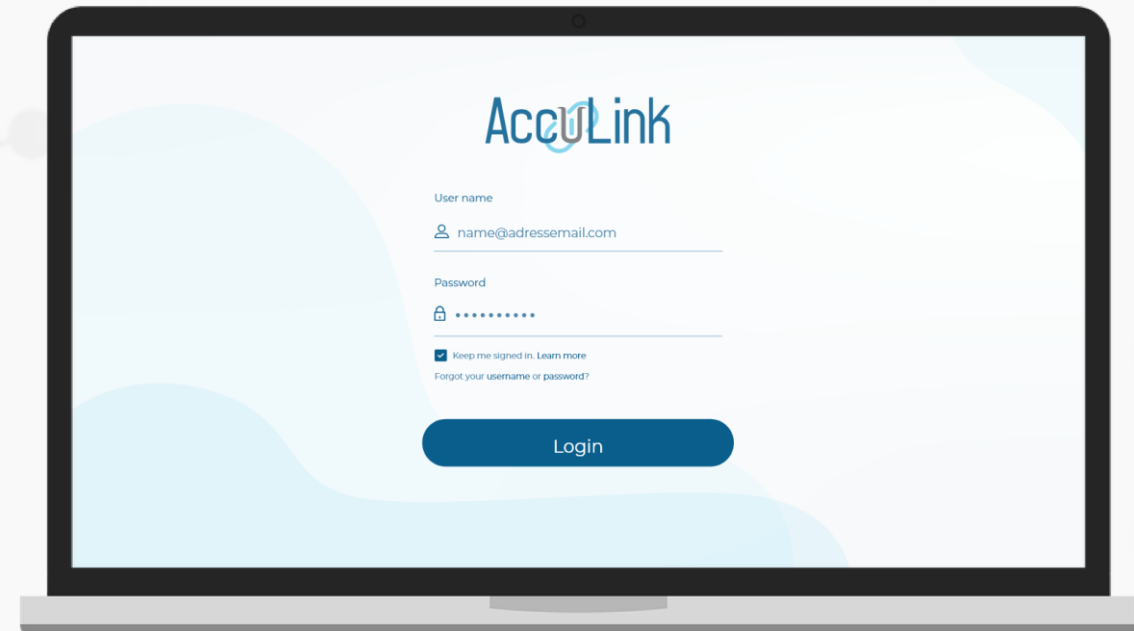 AccuLink
User name
name@adressemail.com
Password
••••••••••
Keep me signed in. Learn more
Forgot your username or password?
Login